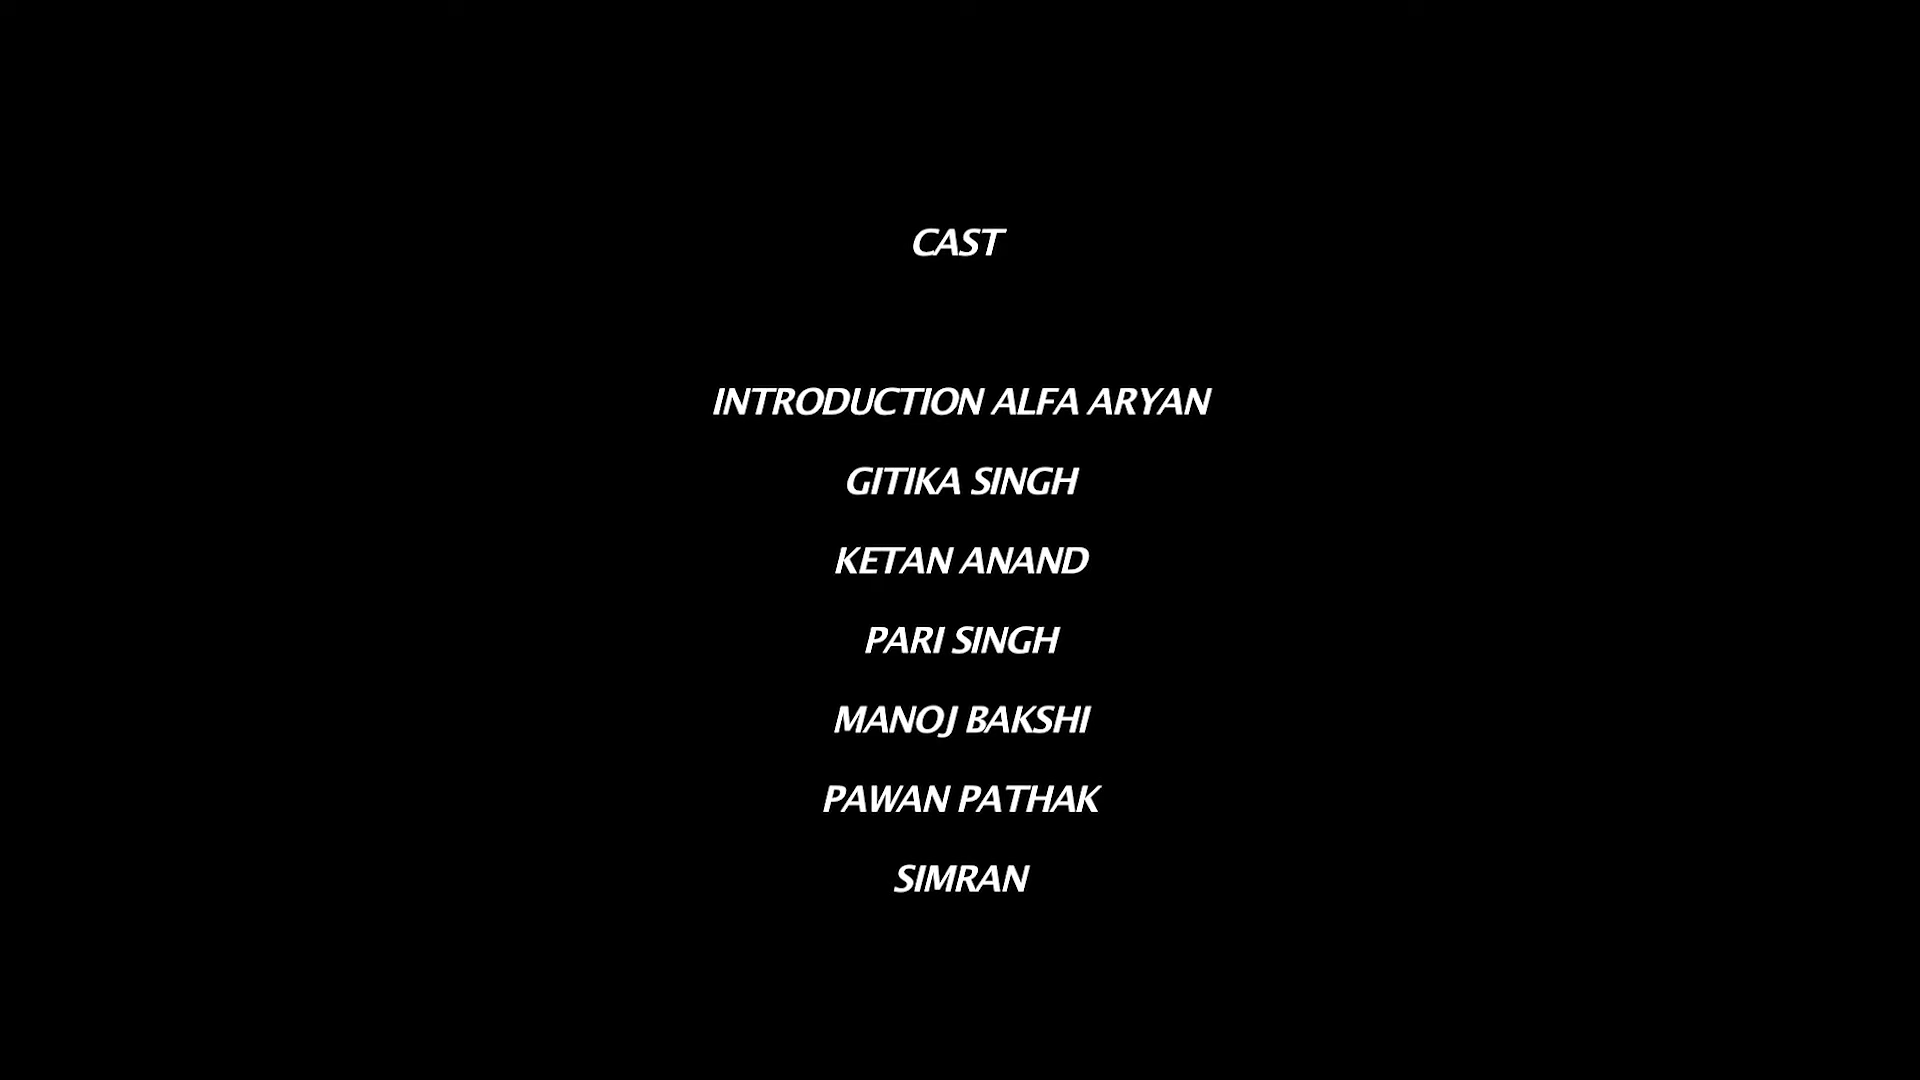 CAST
INTRODUCTION ALFA ARYAN
GITIKA SINGH
KETAN ANAND
PARI SINGH
MANOJ BAKSHI
PAWAN PATHAK
SIMRAN